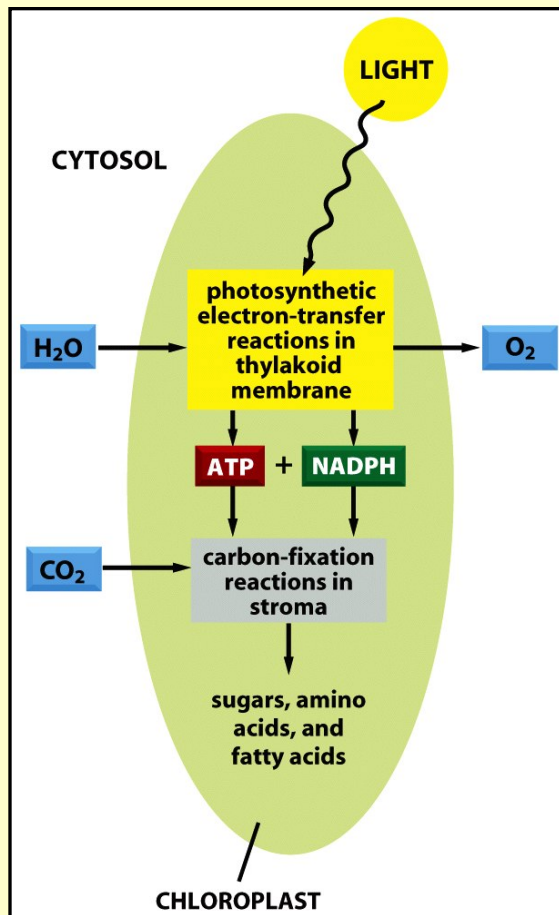 LIGHT
CYTOSOL
photosynthetic
electron-transfer
reactions in
thylakoid
membrane
H₂O
O₂
ATP + NADPH
carbon-fixation
reactions in
stroma
CO₂
sugars, amino
acids, and
fatty acids
CHLOROPLAST